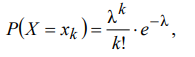 P(X = x_k) = \frac{\lambda^k}{k!} \cdot e^{-\lambda},